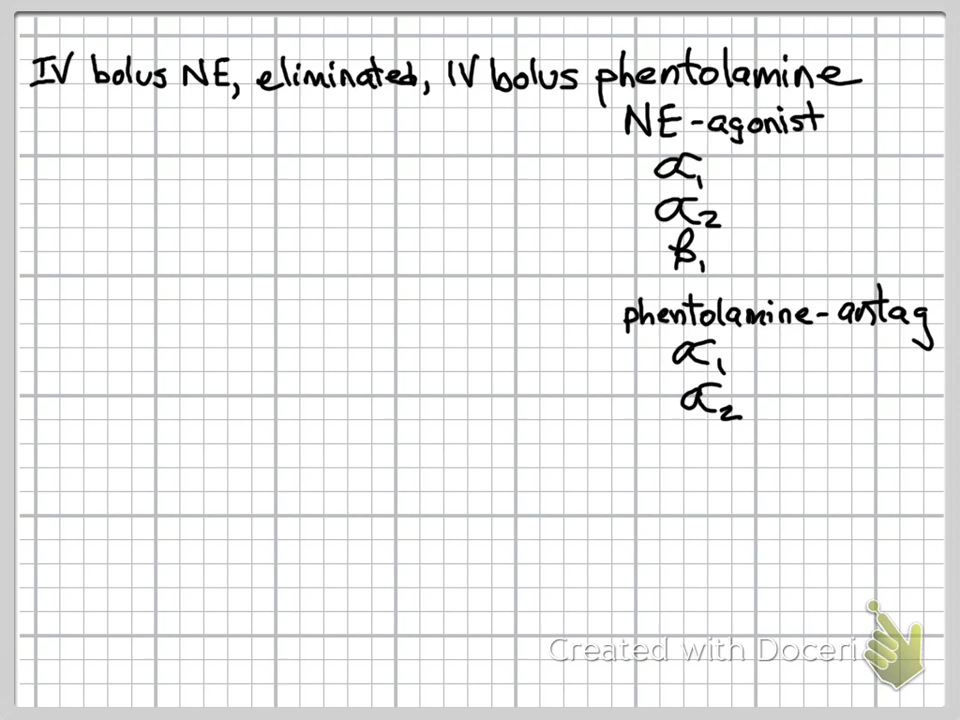 IV bolus NE, eliminated, IV bolus phentolamine
NE-agonist
α₁
α₂
β₁
phentolamine-antag
α₁
α₂
Created with Doceri